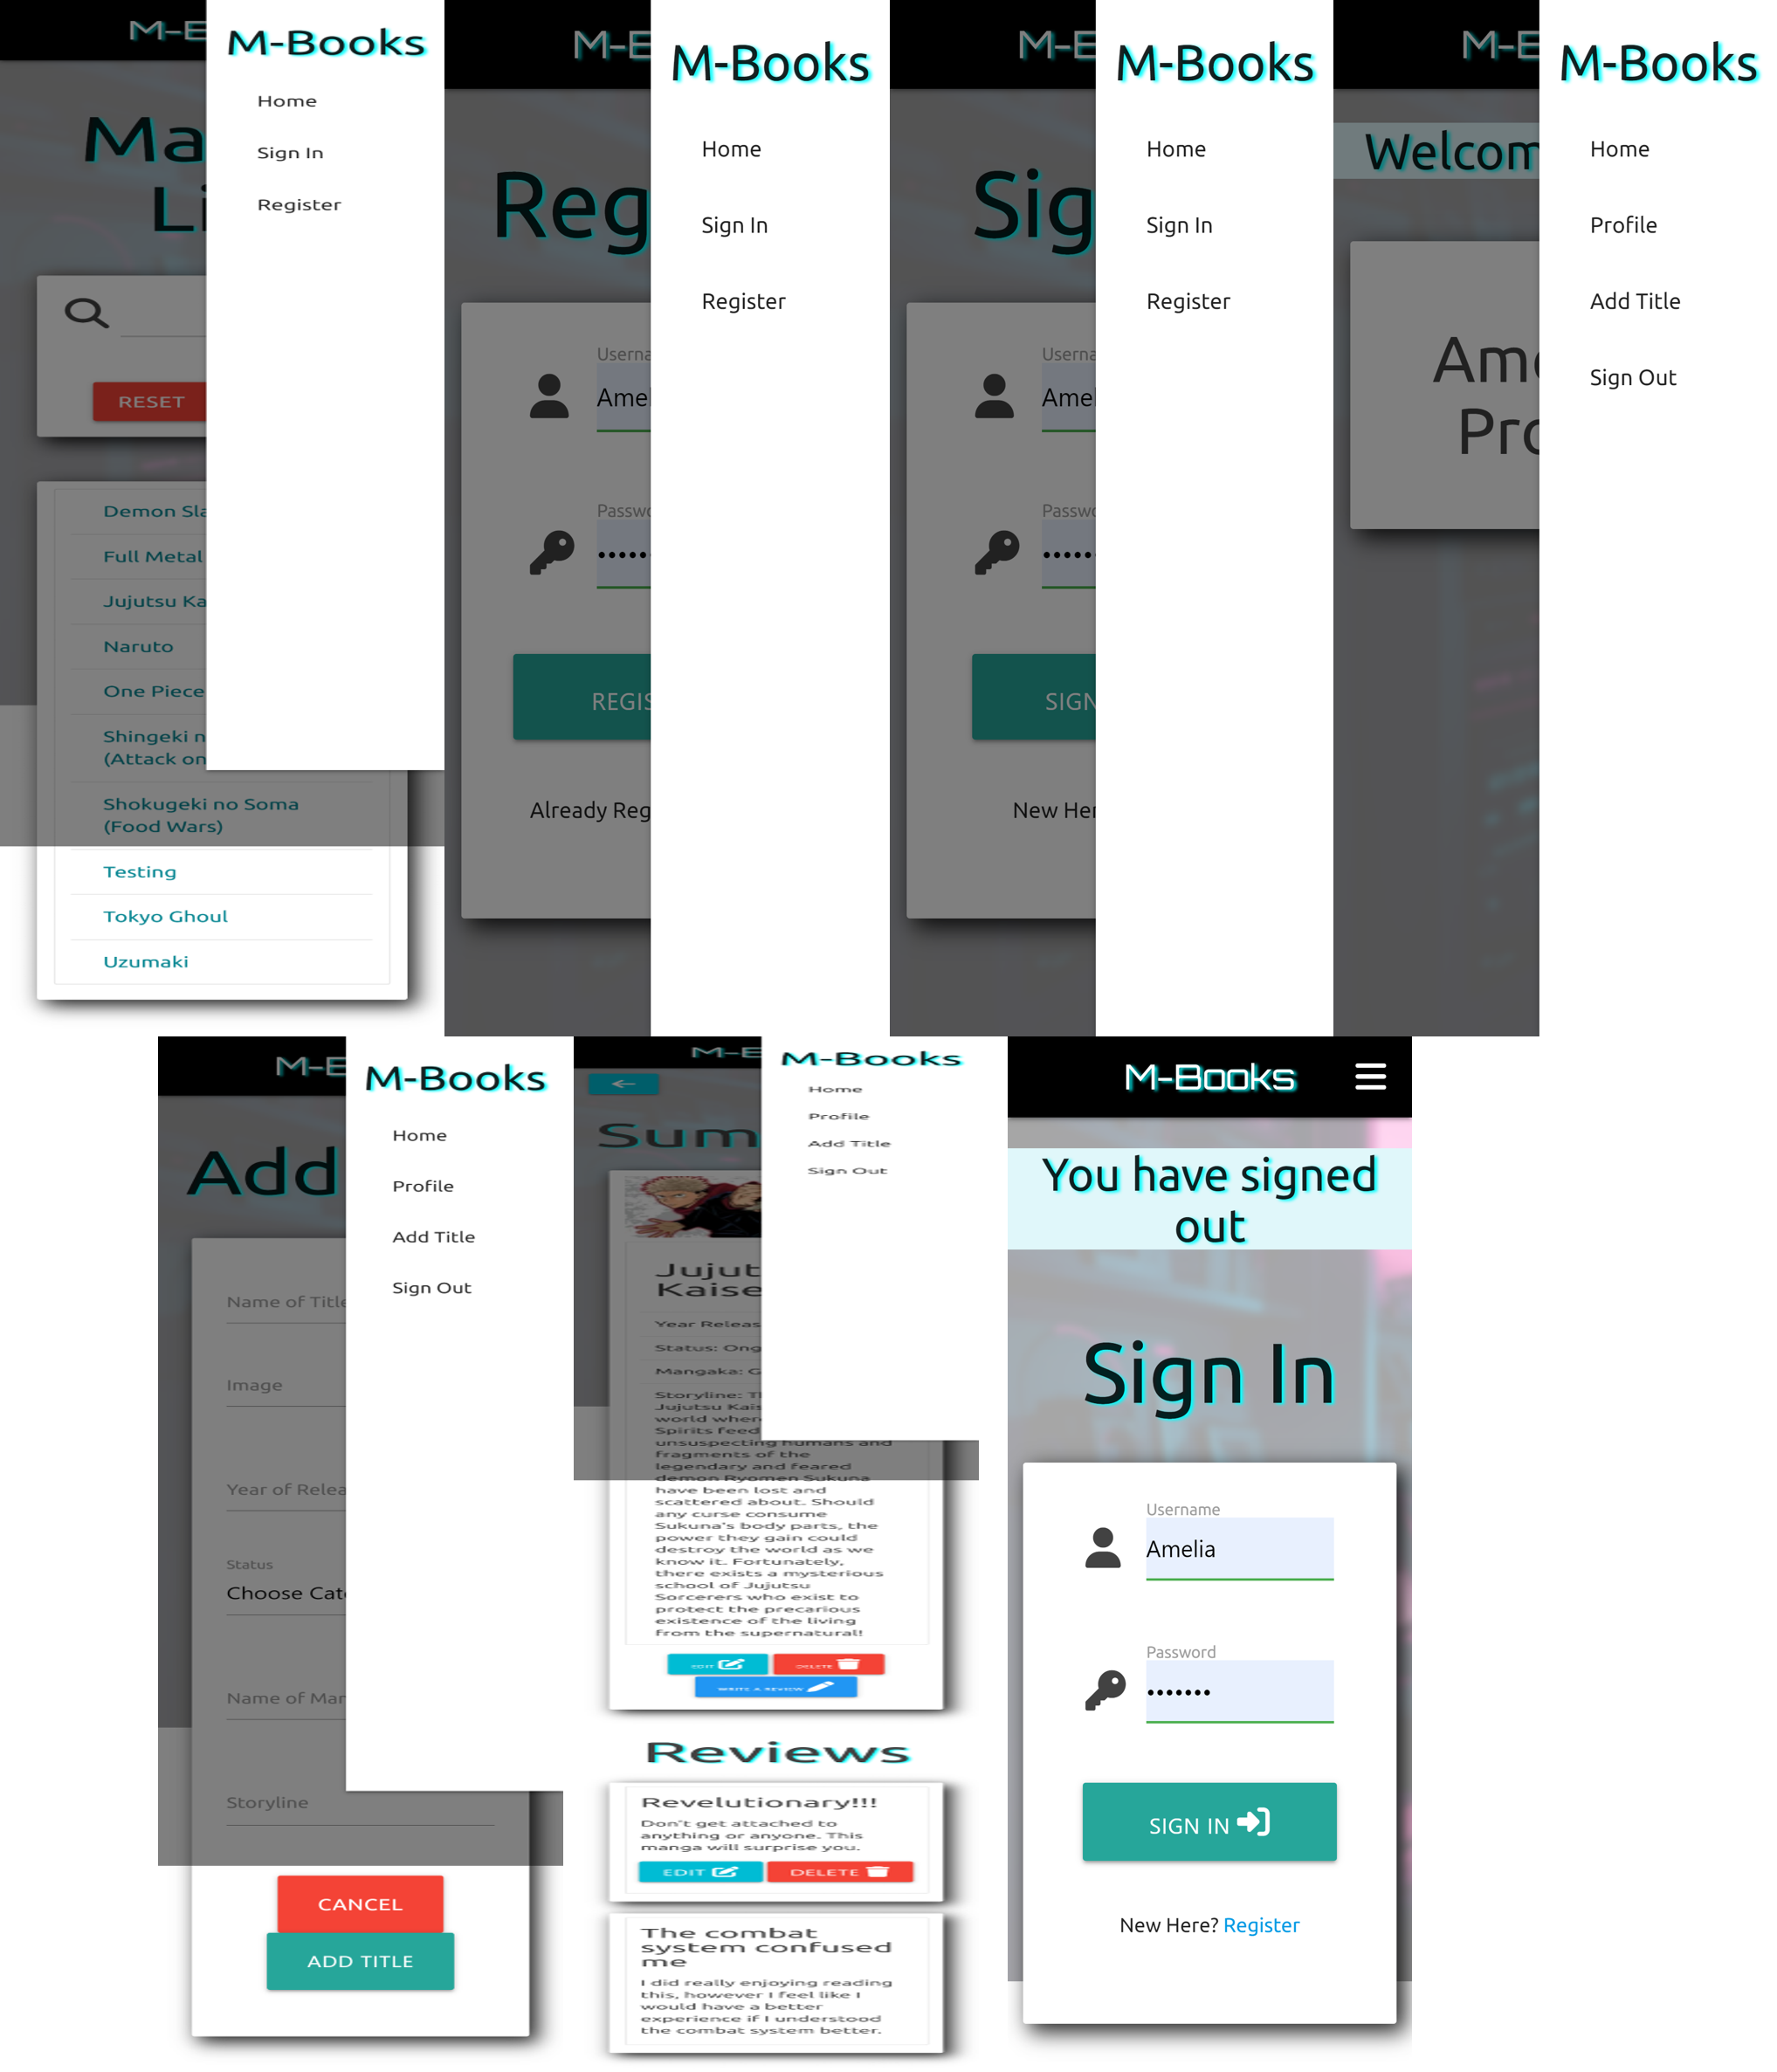 M-B
M-Books
Home
Sign In
Register
Ma
Li
RESET
Demon Sla
Full Metal
Jujutsu Ka
Naruto
One Piece
Shingeki n
(Attack on
Shokugeki no Soma
(Food Wars)
Testing
Tokyo Ghoul
Uzumaki
M-B
M-Books
Home
Sign In
Register
Reg
Userna
Amel
Passwo
REGIS
Already Reg
M-B
M-Books
Home
Sign In
Register
Sig
Userna
Amel
Passwo
SIGN
New Her
M-B
M-Books
Home
Profile
Add Title
Sign Out
Welcom
Ame
Pro
M-B
M-Books
Home
Profile
Add Title
Sign Out
Add
Name of Title
Image
Year of Relea
Status
Choose Cat
Name of Man
Storyline
CANCEL
ADD TITLE
M-B
M-Books
Home
Profile
Add Title
Sign Out
Sum
Jujut
Kaise
Year Releas
Status: Ong
Mangaka: G
Storyline: T
Jujutsu Kais
world wher
Spirits feed
unsuspecting humans and
fragments of the
legendary and feared
demon Ryomen Sukuna
have been lost and
scattered about. Should
any curse consume
Sukuna's body parts, the
power they gain could
destroy the world as we
know it. Fortunately,
there exists a mysterious
school of Jujutsu
Sorcerers who exist to
protect the precarious
existence of the living
from the supernatural!
EDIT
DELETE
WRITE A REVIEW
Reviews
Revelutionary!!!
Don't get attached to
anything or anyone. This
manga will surprise you.
EDIT
DELETE
The combat
system confused
me
I did really enjoying reading
this, however I feel like I
would have a better
experience if I understood
the combat system better.
M-Books
You have signed
out
Sign In
Username
Amelia
Password
SIGN IN
New Here? Register